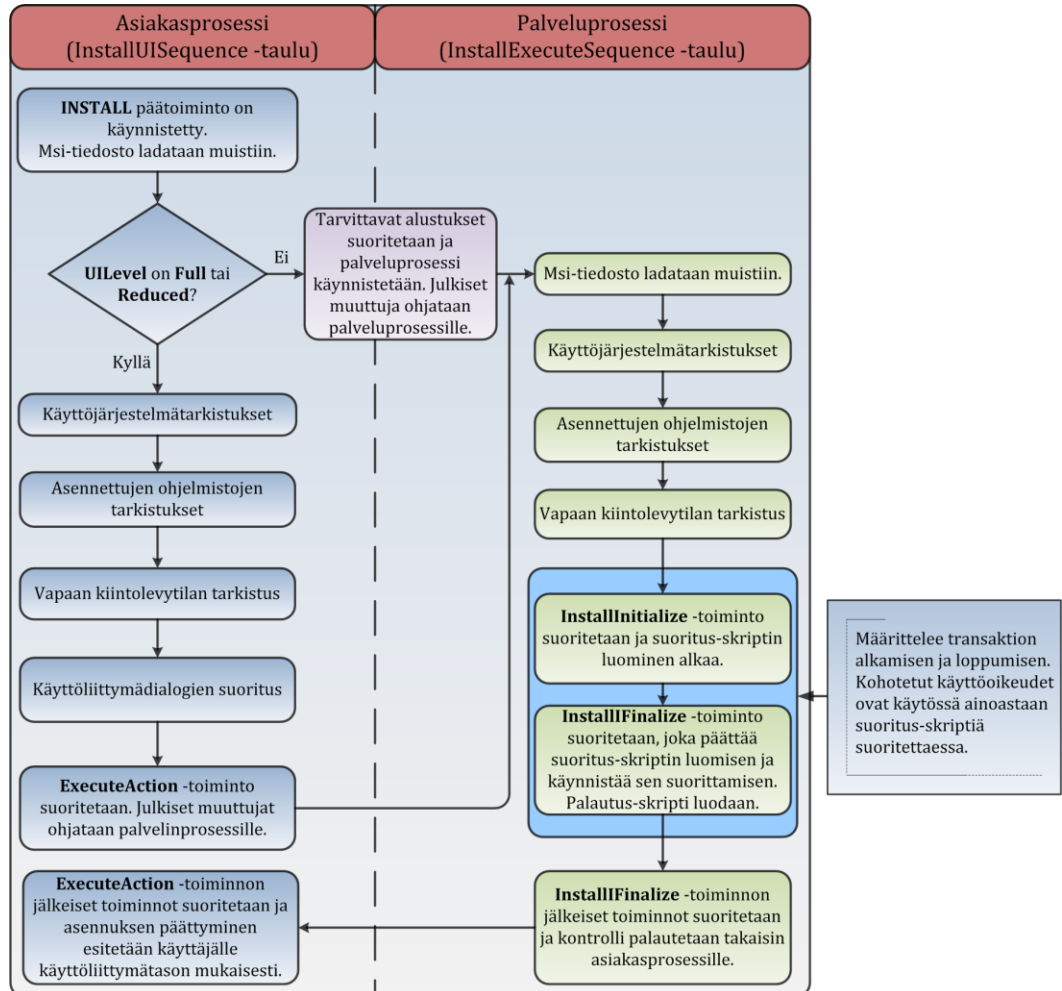 Asiakasprosessi
(InstallUISequence -taulu)
Palveluprosessi
(InstallExecuteSequence -taulu)
INSTALL päätoiminto on
käynnistetty.
Msi-tiedosto ladataan muistiin.
UILevel on Full tai
Reduced?
Ei
Kyllä
Tarvittavat alustukset
suoritetaan ja
palveluprosessi
käynnistetään. Julkiset
muuttuja ohjataan
palveluprosessille.
Käyttöjärjestelmätarkistukset
Asennettujen ohjelmistojen
tarkistukset
Vapaan kiintolevytilan tarkistus
Käyttöliittymädialogien suoritus
ExecuteAction -toiminto
suoritetaan. Julkiset muuttujat
ohjataan palvelinprosessille.
Msi-tiedosto ladataan muistiin.
Käyttöjärjestelmätarkistukset
Asennettujen ohjelmistojen
tarkistukset
Vapaan kiintolevytilan tarkistus
InstallInitialize -toiminto
suoritetaan ja suoritus-skriptin
luominen alkaa.
InstallIFinalize -toiminto
suoritetaan, joka päättää
suoritus-skriptin luomisen ja
käynnistää sen suorittamisen.
Palautus-skripti luodaan.
Määrittelee transaktion
alkamisen ja loppumisen.
Kohotetut käyttöoikeudet
ovat käytössä ainoastaan
suoritus-skriptiä
suoritettaessa.
InstallIFinalize -toiminnon
jälkeiset toiminnot suoritetaan
ja kontrolli palautetaan takaisin
asiakasprosessille.
ExecuteAction -toiminnon
jälkeiset toiminnot suoritetaan ja
asennuksen päättyminen
esitetään käyttäjälle
käyttöliittymätason mukaisesti.